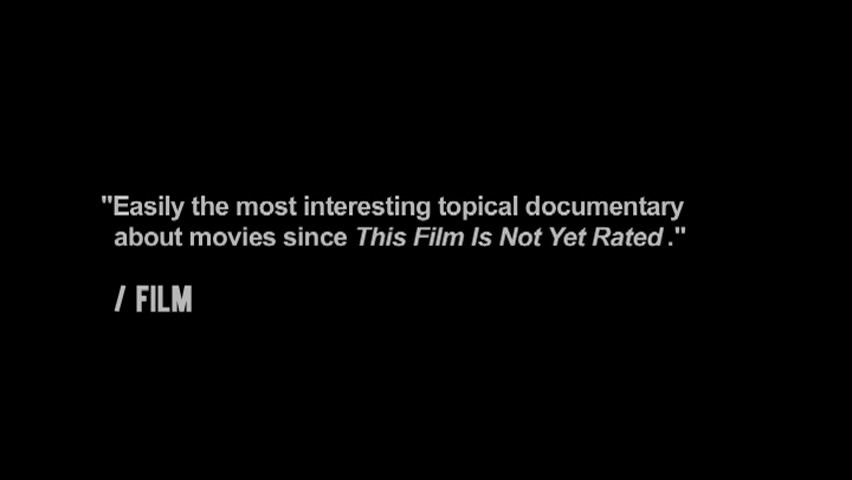 "Easily the most interesting topical documentary
about movies since This Film Is Not Yet Rated."
/ FILM